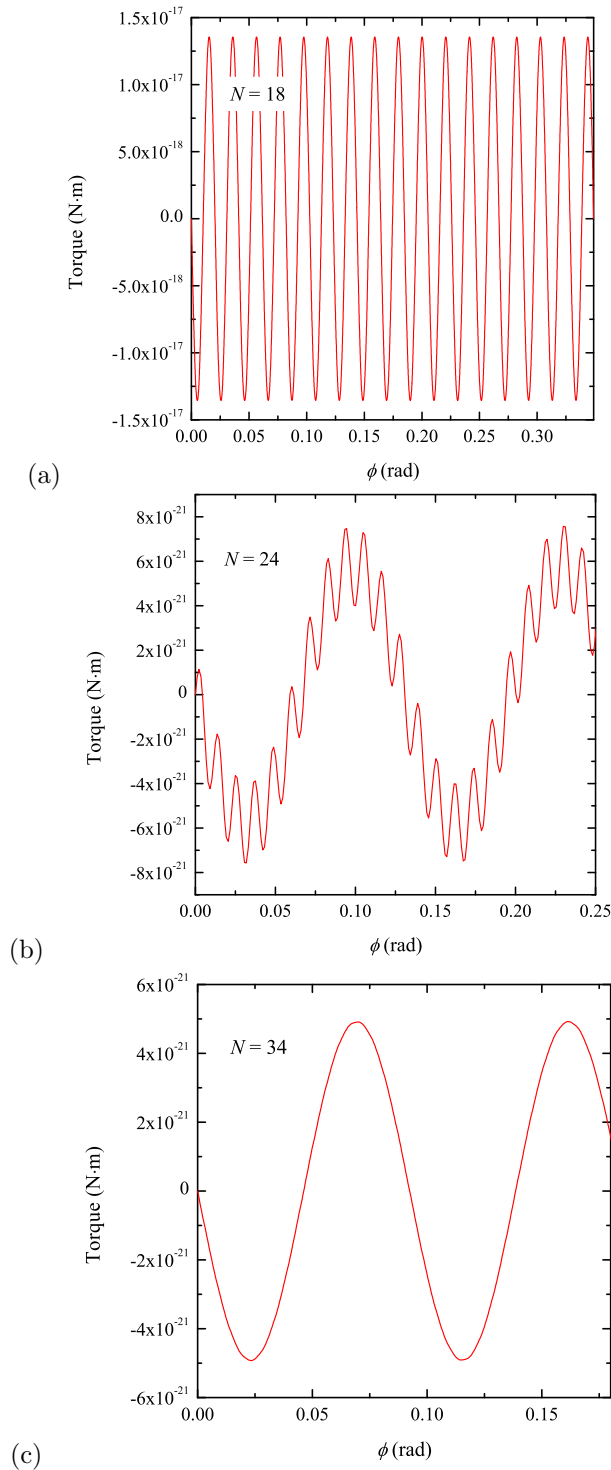 1.5x10⁻¹⁷
1.0x10⁻¹⁷
5.0x10⁻¹⁸
0.0
-5.0x10⁻¹⁸
-1.0x10⁻¹⁷
-1.5x10⁻¹⁷
Torque (N·m)
N = 18
0.00 0.05 0.10 0.15 0.20 0.25 0.30
ϕ (rad)
(a)
8x10⁻²¹
6x10⁻²¹
4x10⁻²¹
2x10⁻²¹
0
-2x10⁻²¹
-4x10⁻²¹
-6x10⁻²¹
-8x10⁻²¹
Torque (N·m)
N = 24
0.00 0.05 0.10 0.15 0.20 0.25
ϕ (rad)
(b)
6x10⁻²¹
4x10⁻²¹
2x10⁻²¹
0
-2x10⁻²¹
-4x10⁻²¹
-6x10⁻²¹
Torque (N·m)
N = 34
0.00 0.05 0.10 0.15
ϕ (rad)
(c)